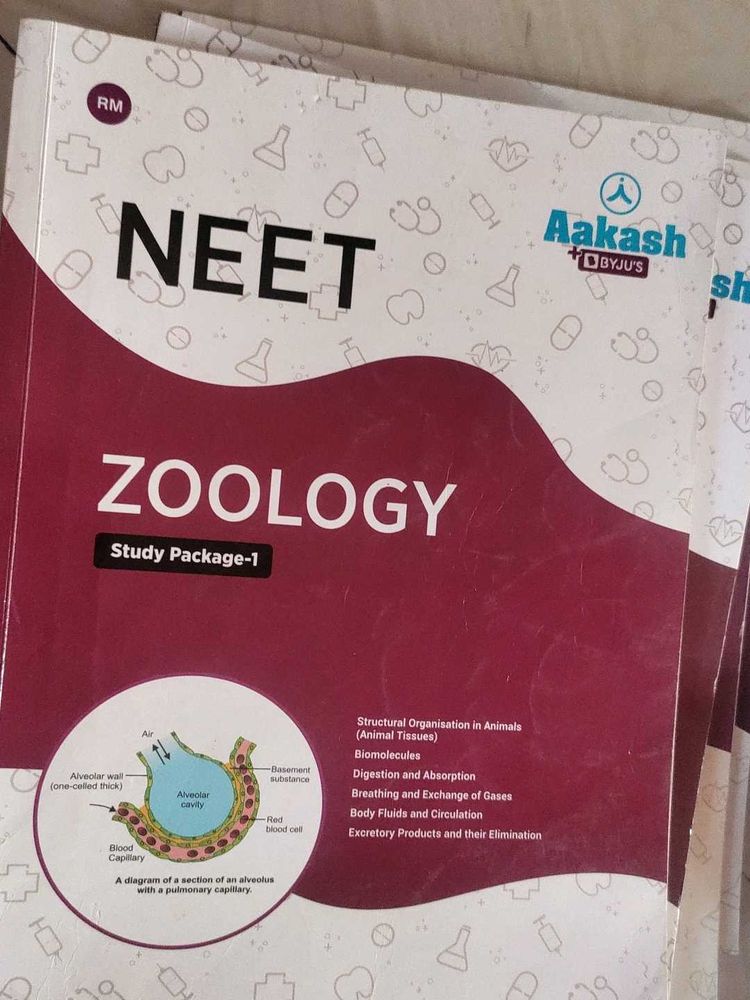 RM
NEET
Aakash
+ BYJU'S
sh
ZOOLOGY
Study Package-1
Air
Alveolar wall
(one-celled thick)
Alveolar
cavity
Basement
substance
Red
blood cell
Blood
Capillary
A diagram of a section of an alveolus
with a pulmonary capillary.
Structural Organisation in Animals
(Animal Tissues)
Biomolecules
Digestion and Absorption
Breathing and Exchange of Gases
Body Fluids and Circulation
Excretory Products and their Elimination